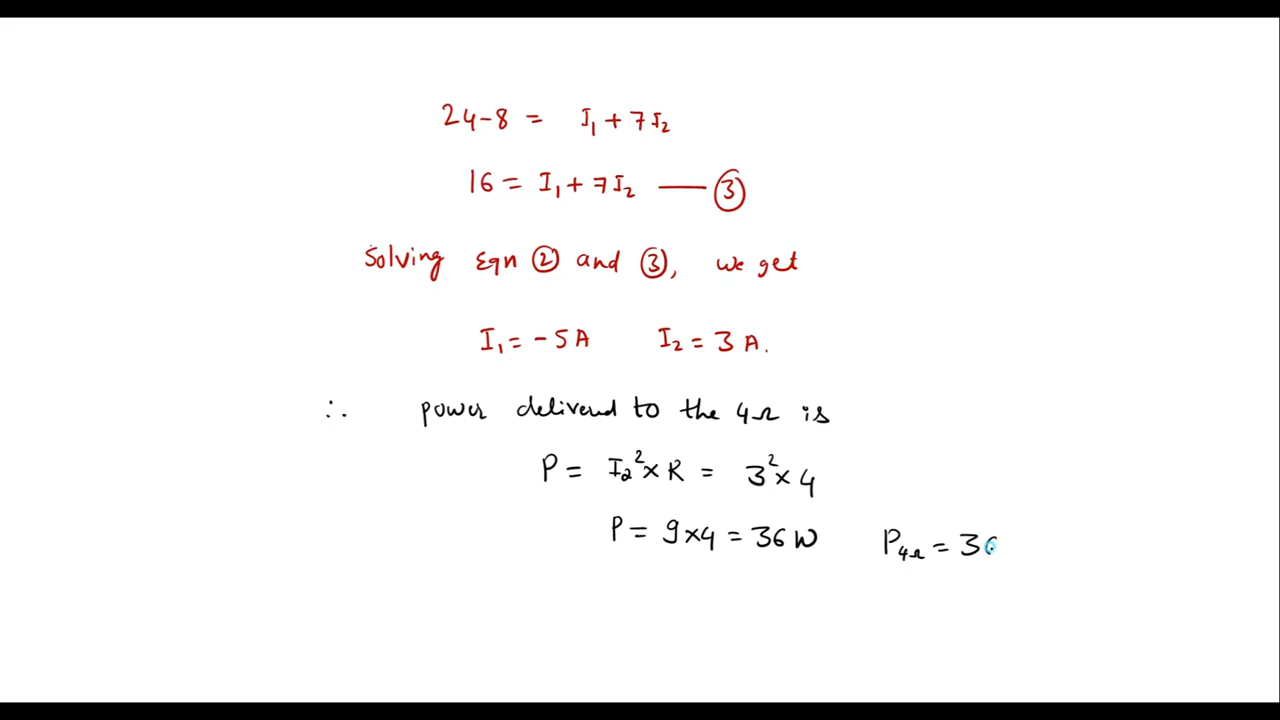 24-8 = I₁ + 7I₂
16 = I₁ + 7I₂ —— ③
Solving Eqn ② and ③, we get
I₁ = -5A I₂ = 3 A.
∴ power delivered to the 4Ω is
P = I₂² × R = 3² × 4
P = 9×4 = 36 W P₄Ω = 36